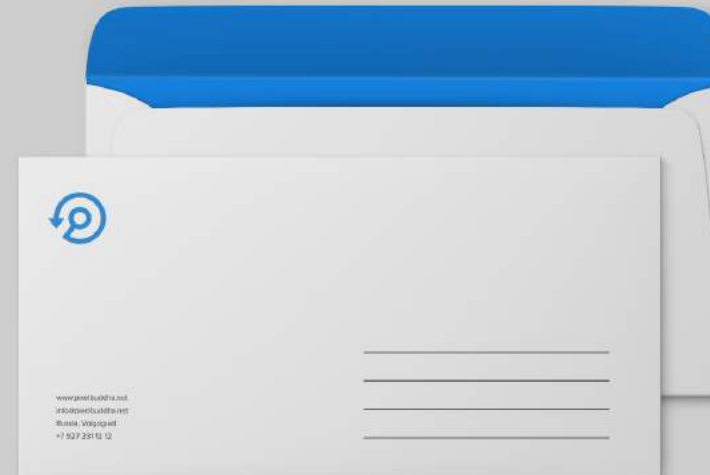 www.pixelbuddha.net
info@pixelbuddha.net
Russia, Volgograd
+7 927 231 12 12